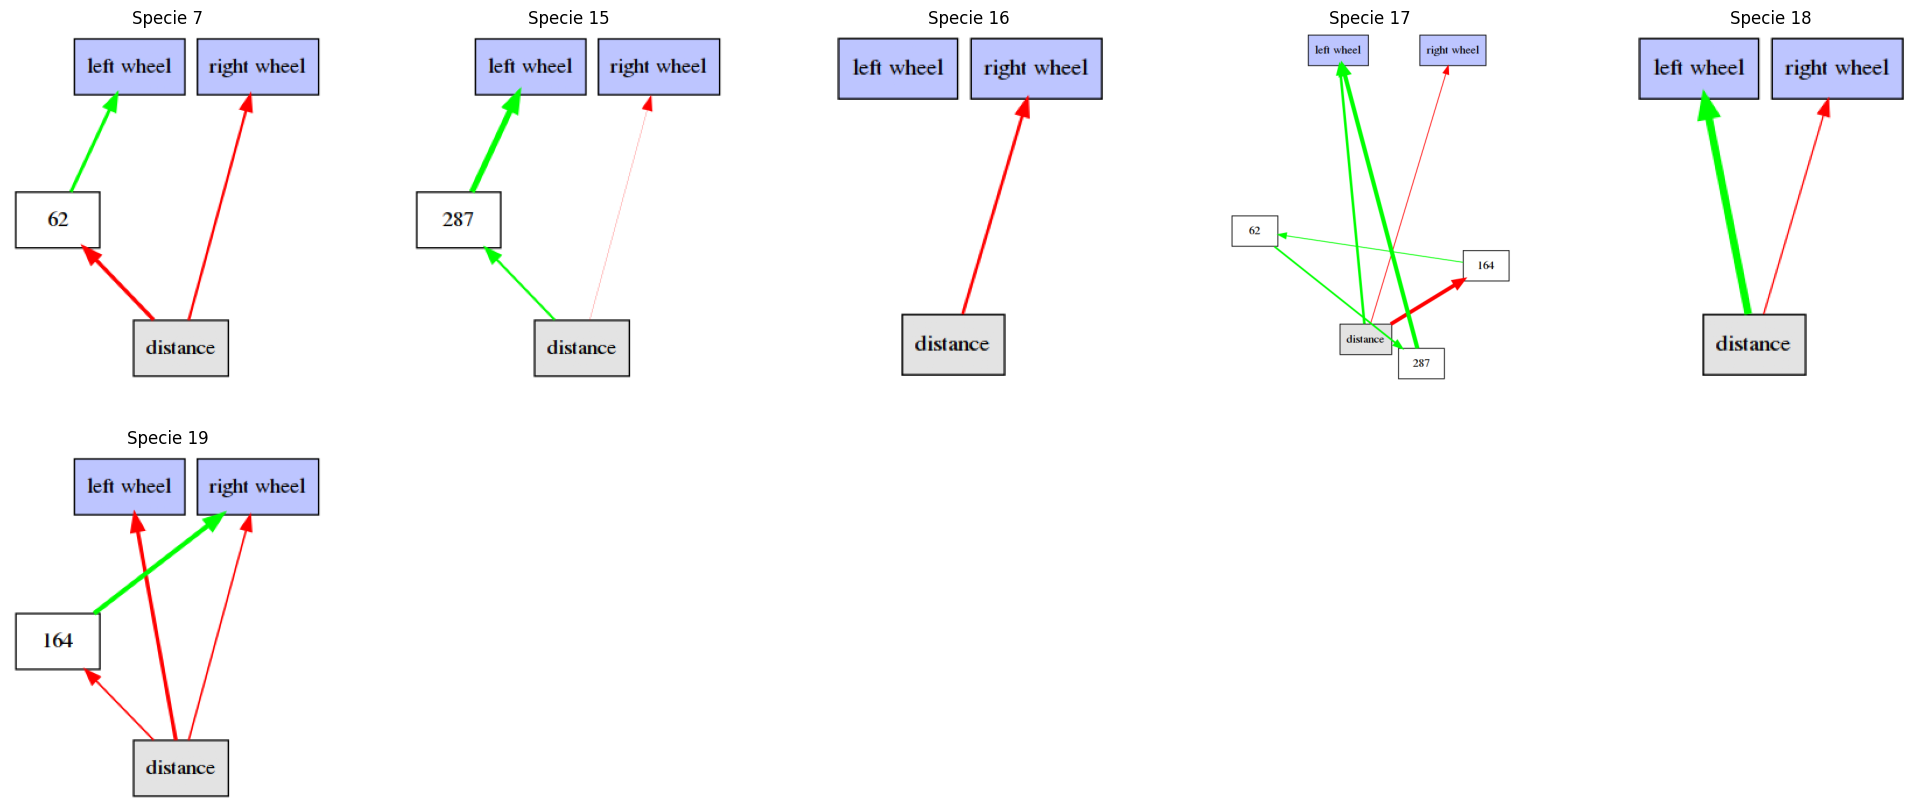 Specie 7
left wheel
right wheel
62
distance
Specie 15
left wheel
right wheel
287
distance
Specie 16
left wheel
right wheel
distance
Specie 17
left wheel
right wheel
62
164
distance
287
Specie 18
left wheel
right wheel
distance
Specie 19
left wheel
right wheel
164
distance